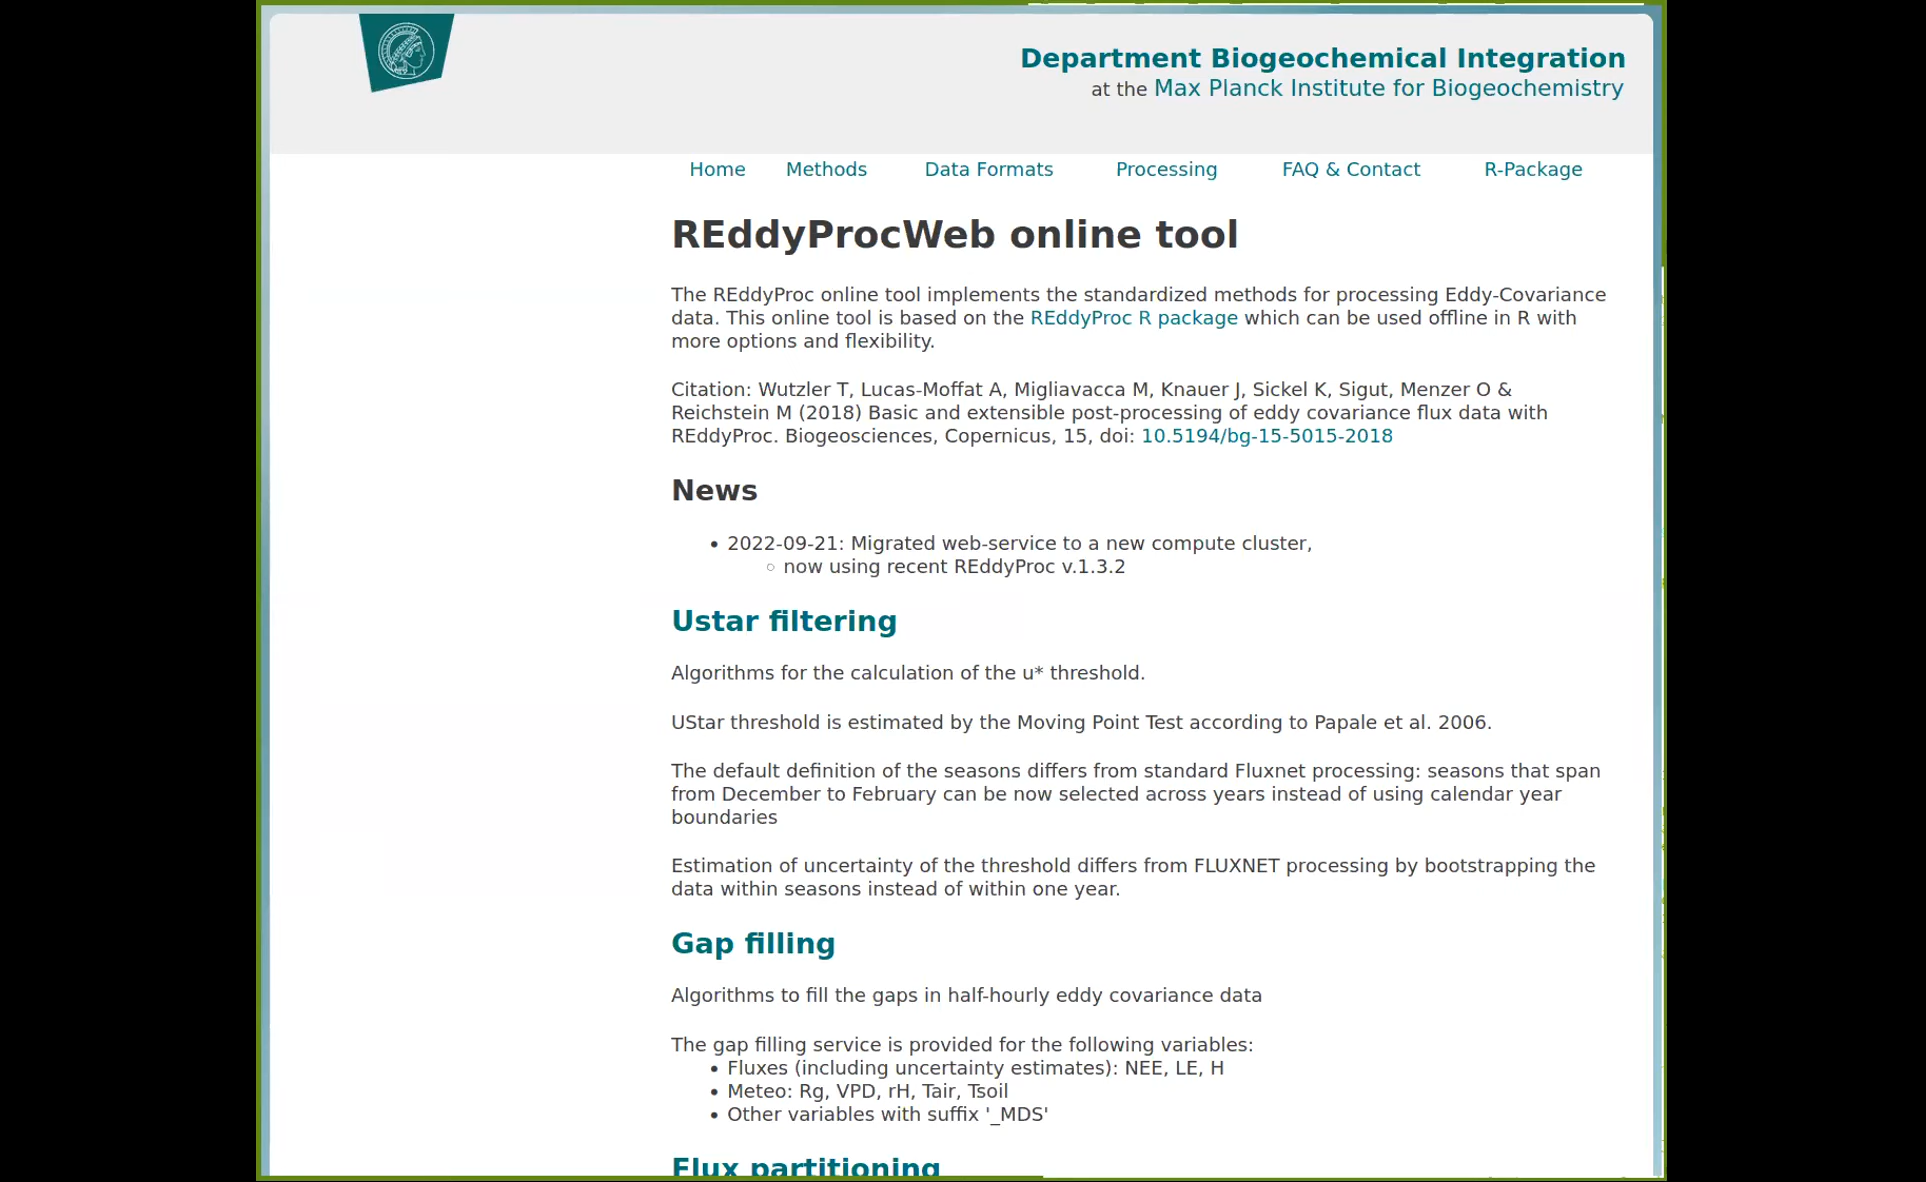 Department Biogeochemical Integration
at the Max Planck Institute for Biogeochemistry
Home Methods Data Formats Processing FAQ & Contact R-Package
REddyProcWeb online tool
The REddyProc online tool implements the standardized methods for processing Eddy-Covariance
data. This online tool is based on the REddyProc R package which can be used offline in R with
more options and flexibility.
Citation: Wutzler T, Lucas-Moffat A, Migliavacca M, Knauer J, Sickel K, Sigut, Menzer O &
Reichstein M (2018) Basic and extensible post-processing of eddy covariance flux data with
REddyProc. Biogeosciences, Copernicus, 15, doi: 10.5194/bg-15-5015-2018
News
• 2022-09-21: Migrated web-service to a new compute cluster,
◦ now using recent REddyProc v.1.3.2
Ustar filtering
Algorithms for the calculation of the u* threshold.
UStar threshold is estimated by the Moving Point Test according to Papale et al. 2006.
The default definition of the seasons differs from standard Fluxnet processing: seasons that span
from December to February can be now selected across years instead of using calendar year
boundaries
Estimation of uncertainty of the threshold differs from FLUXNET processing by bootstrapping the
data within seasons instead of within one year.
Gap filling
Algorithms to fill the gaps in half-hourly eddy covariance data
The gap filling service is provided for the following variables:
• Fluxes (including uncertainty estimates): NEE, LE, H
• Meteo: Rg, VPD, rH, Tair, Tsoil
• Other variables with suffix '_MDS'
Flux partitioning